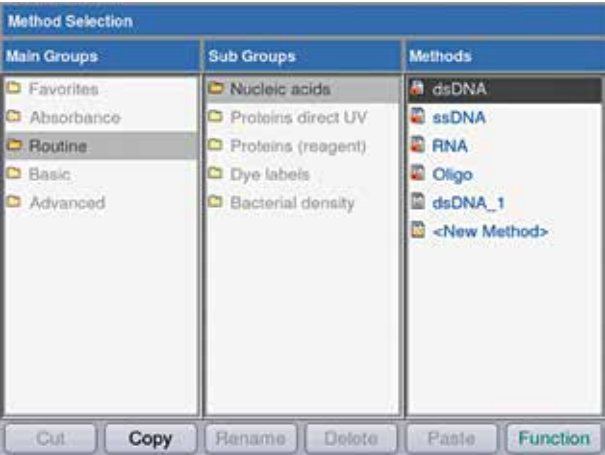 Method Selection
Main Groups
Sub Groups
Methods
Favorites
Absorbance
Routine
Basic
Advanced
Nucleic acids
Proteins direct UV
Proteins (reagent)
Dye labels
Bacterial density
dsDNA
ssDNA
RNA
Oligo
dsDNA_1
<New Method>
Cut
Copy
Rename
Delete
Paste
Function